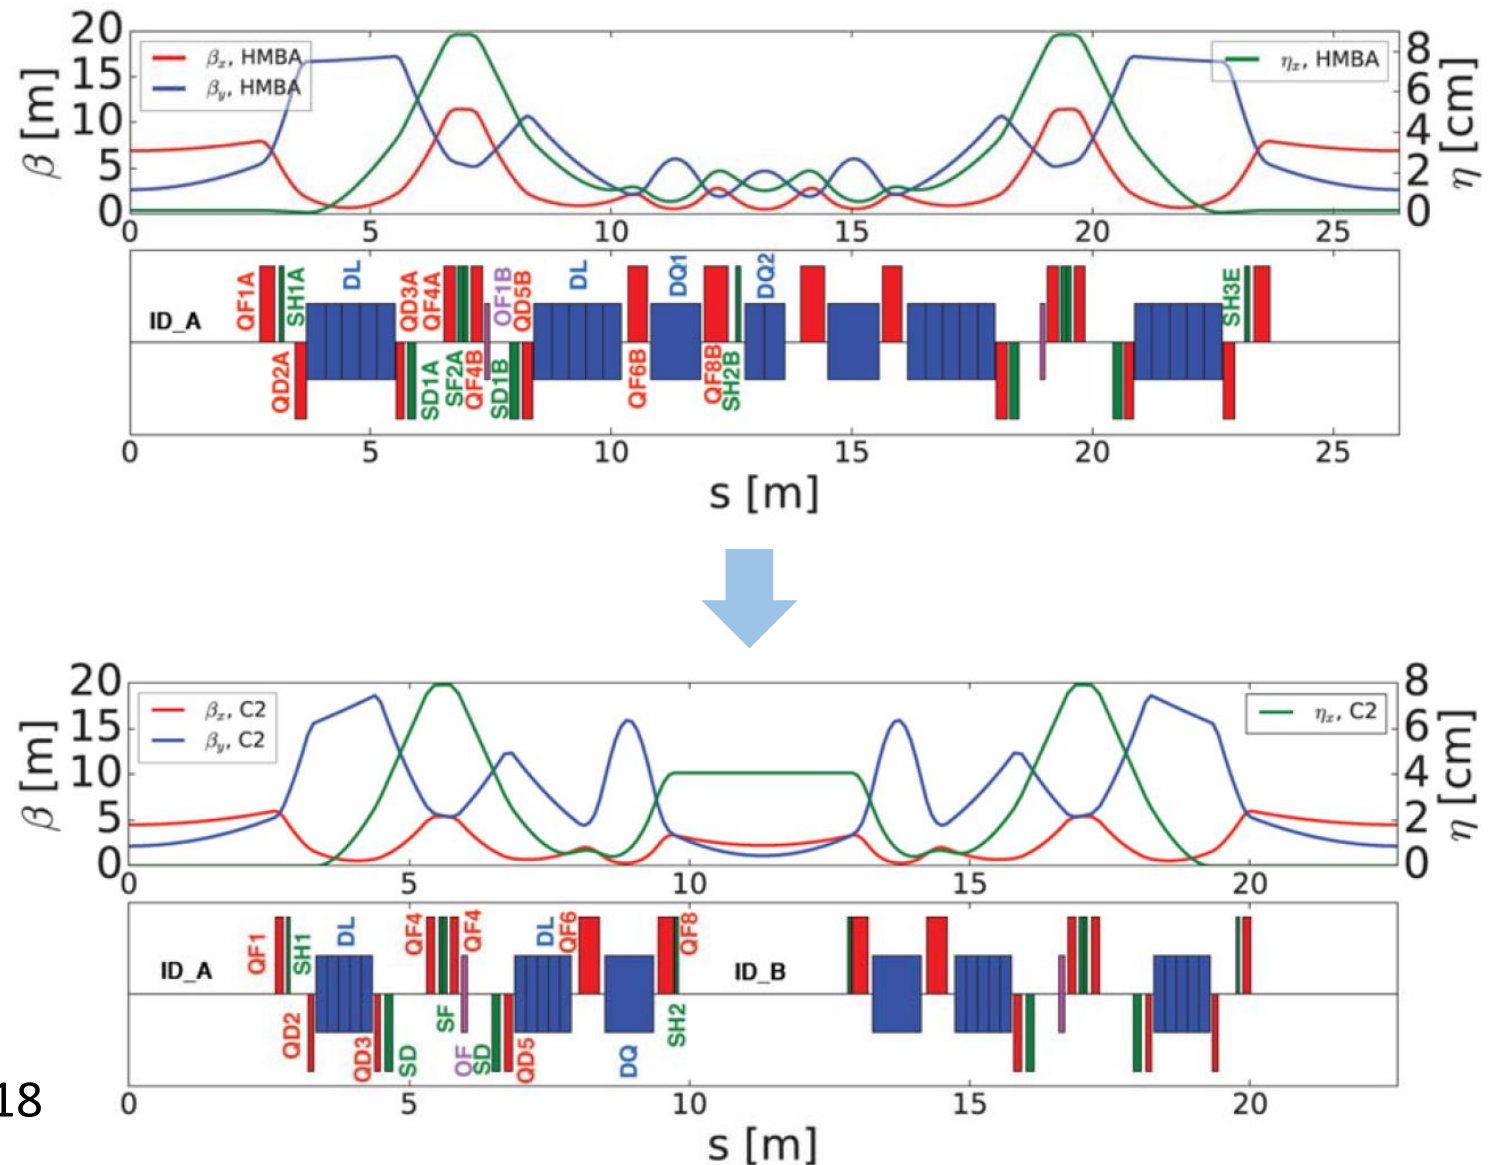 20
15
10
5
0
β [m]
βx, HMBA
βy, HMBA
ηx, HMBA
8
6
4
2
0
η [cm]
0 5 10 15 20 25
QF1A
SH1A
DL
QD3A
QF4A
OF1B
QD5B
DL
DQ1
DQ2
SH3E
ID_A
QD2A
SD1A
SF2A
QF4B
SD1B
QF6B
QF8B
SH2B
0 5 10 15 20 25
s [m]
20
15
10
5
0
β [m]
βx, C2
βy, C2
ηx, C2
8
6
4
2
0
η [cm]
0 5 10 15 20
QF1
SH1
DL
QF4
QF4
DL
QF6
QF8
ID_A
ID_B
QD2
QD3
SD
SF
OF
SD
QD5
DQ
SH2
0 5 10 15 20
s [m]
18